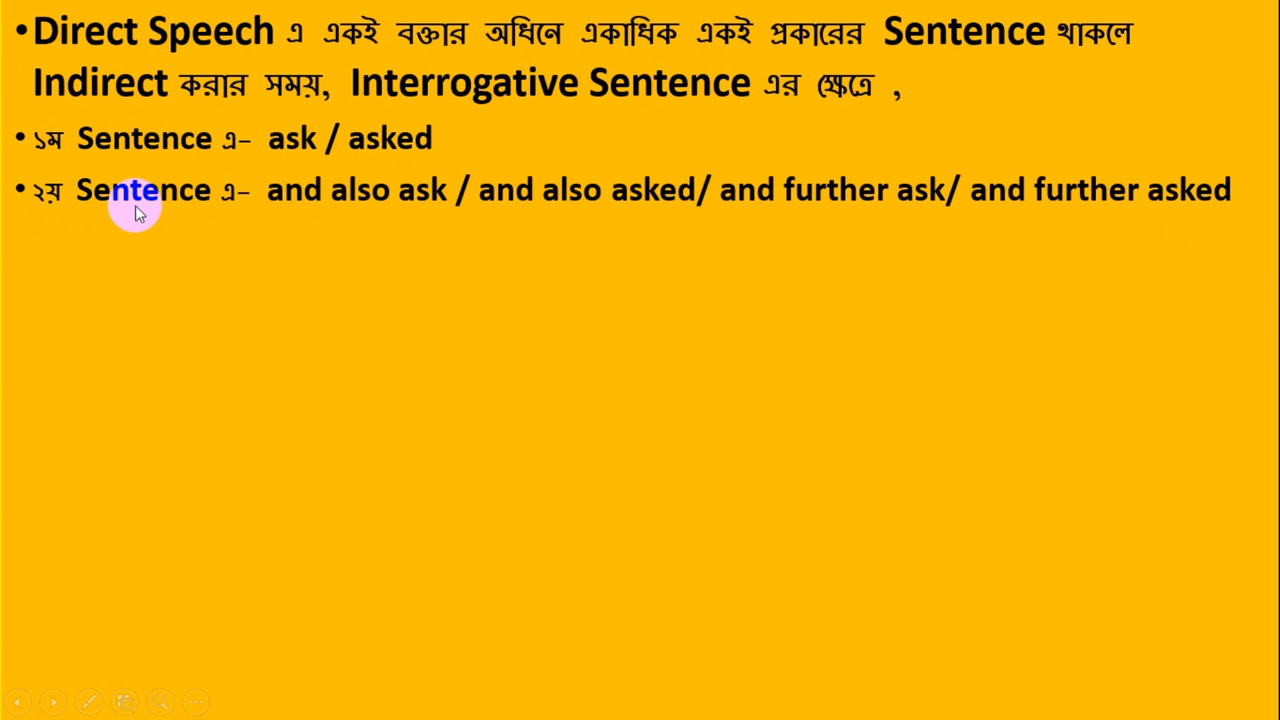 •Direct Speech এ একই বক্তার অধিনে একাধিক একই প্রকারের Sentence থাকলে
Indirect করার সময়, Interrogative Sentence এর ক্ষেত্রে ,
• ১ম Sentence এ– ask / asked
• ২য় Sentence এ– and also ask / and also asked/ and further ask/ and further asked